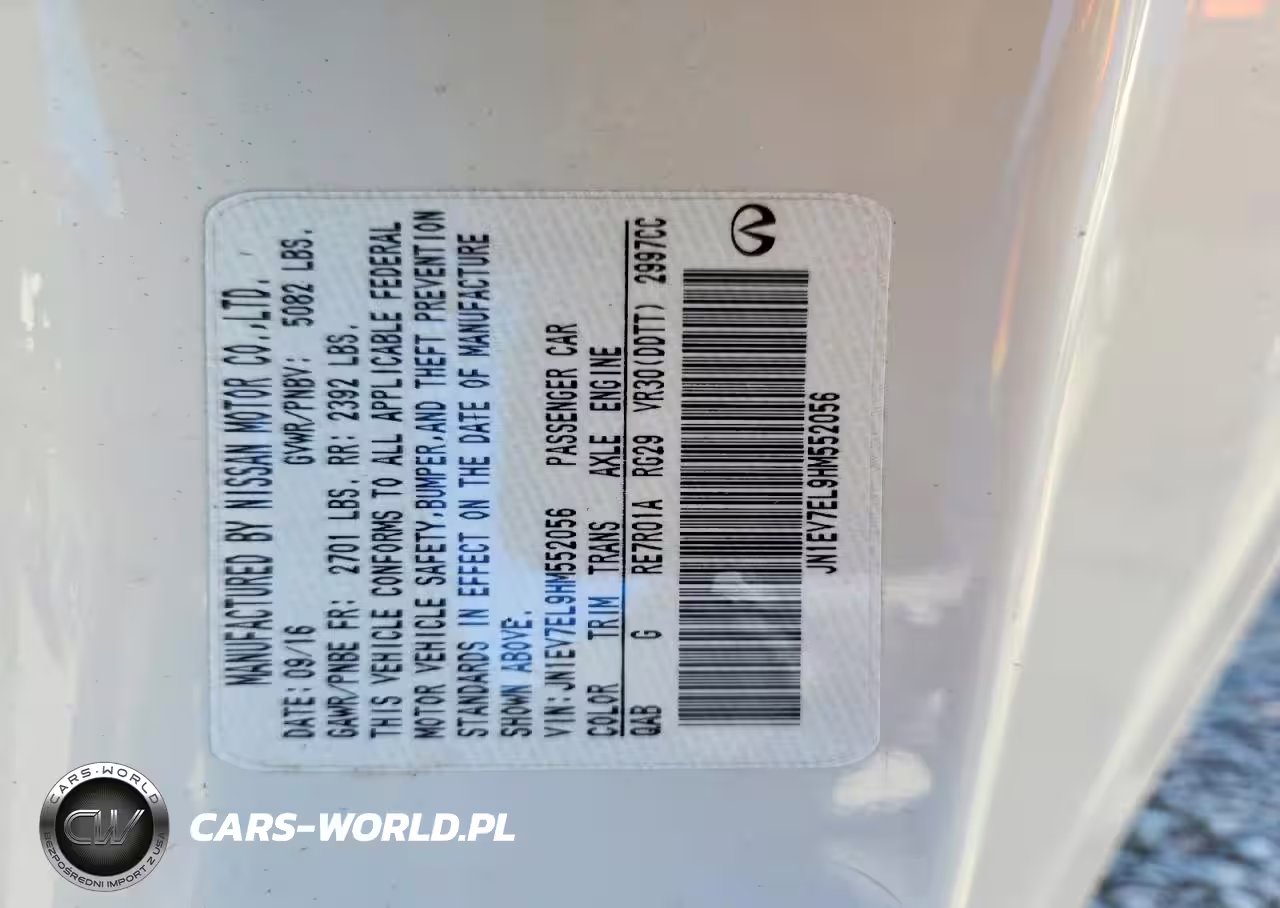 MANUFACTURED BY NISSAN MOTOR CO.,LTD.
DATE:09/16 GVWR/PNBV: 5082 LBS.
GAWR/PNBE FR: 2701 LBS. RR: 2392 LBS.
THIS VEHICLE CONFORMS TO ALL APPLICABLE FEDERAL
MOTOR VEHICLE SAFETY,BUMPER,AND THEFT PREVENTION
STANDARDS IN EFFECT ON THE DATE OF MANUFACTURE
SHOWN ABOVE.
VIN:JN1EV7EL9HM552056 PASSENGER CAR
COLOR TRIM TRANS AXLE ENGINE
QAB G RE7R01A RG29 VR30(DDTT) 2997CC
JN1EV7EL9HM552056
CARS-WORLD
CW
BEZPOŚREDNI IMPORT Z USA
CARS-WORLD.PL